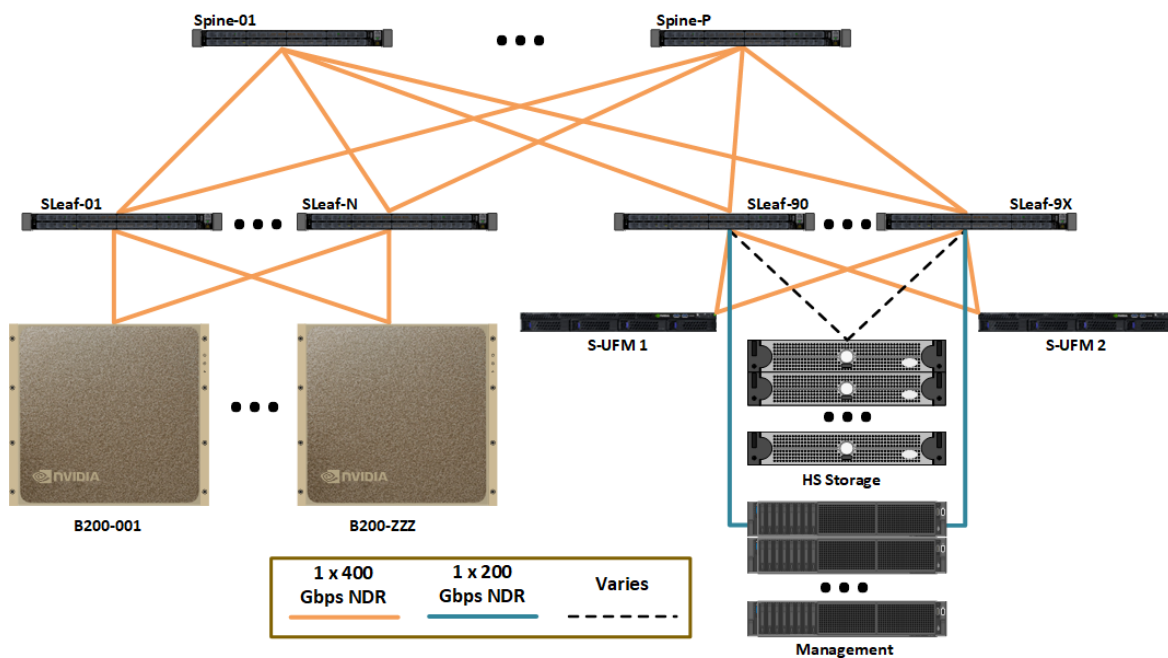 Spine-01
Spine-P
SLeaf-01
SLeaf-N
SLeaf-90
SLeaf-9X
S-UFM 1
S-UFM 2
NVIDIA
NVIDIA
HS Storage
B200-001
B200-ZZZ
1 x 400
Gbps NDR
1 x 200
Gbps NDR
Varies
Management